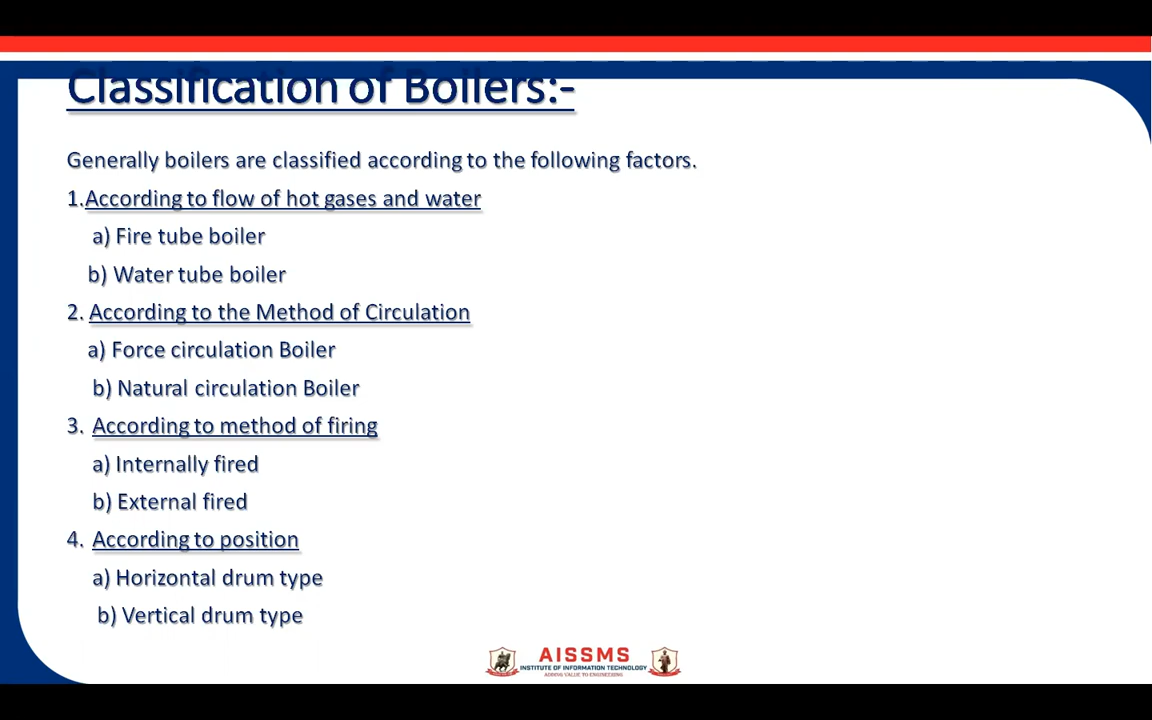 Classification of Boilers:-
Generally boilers are classified according to the following factors.
1.According to flow of hot gases and water
a) Fire tube boiler
b) Water tube boiler
2. According to the Method of Circulation
a) Force circulation Boiler
b) Natural circulation Boiler
3. According to method of firing
a) Internally fired
b) External fired
4. According to position
a) Horizontal drum type
b) Vertical drum type
AISSMS
INSTITUTE OF INFORMATION TECHNOLOGY
ADDING VALUE TO ENGINEERING